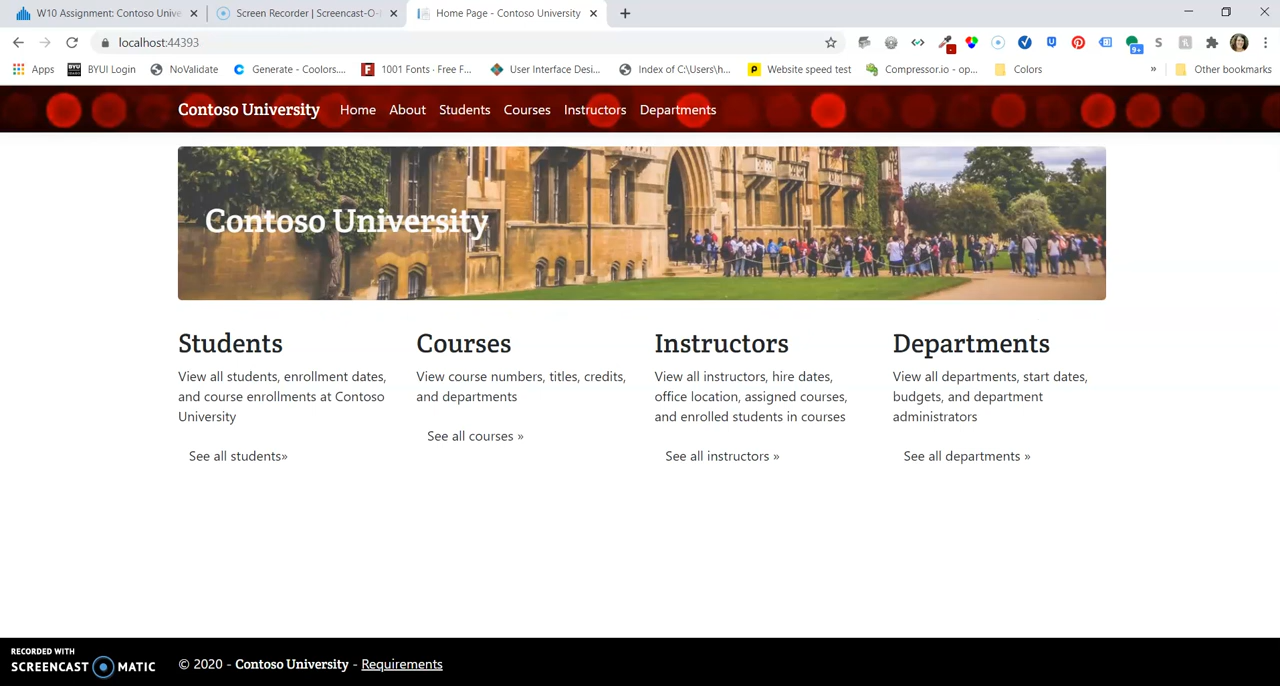 W10 Assignment: Contoso Unive
Screen Recorder | Screencast-O-
Home Page - Contoso University
localhost:44393
9+
S
Apps
BYUI Login
NoValidate
Generate - Coolors....
1001 Fonts · Free F...
User Interface Desi...
Index of C:\Users\h...
Website speed test
Compressor.io - op...
Colors
»
Other bookmarks
Contoso University
Home
About
Students
Courses
Instructors
Departments
Contoso University
Students
View all students, enrollment dates,
and course enrollments at Contoso
University
See all students»
Courses
View course numbers, titles, credits,
and departments
See all courses »
Instructors
View all instructors, hire dates,
office location, assigned courses,
and enrolled students in courses
See all instructors »
Departments
View all departments, start dates,
budgets, and department
administrators
See all departments »
RECORDED WITH
SCREENCAST MATIC
© 2020 - Contoso University - Requirements